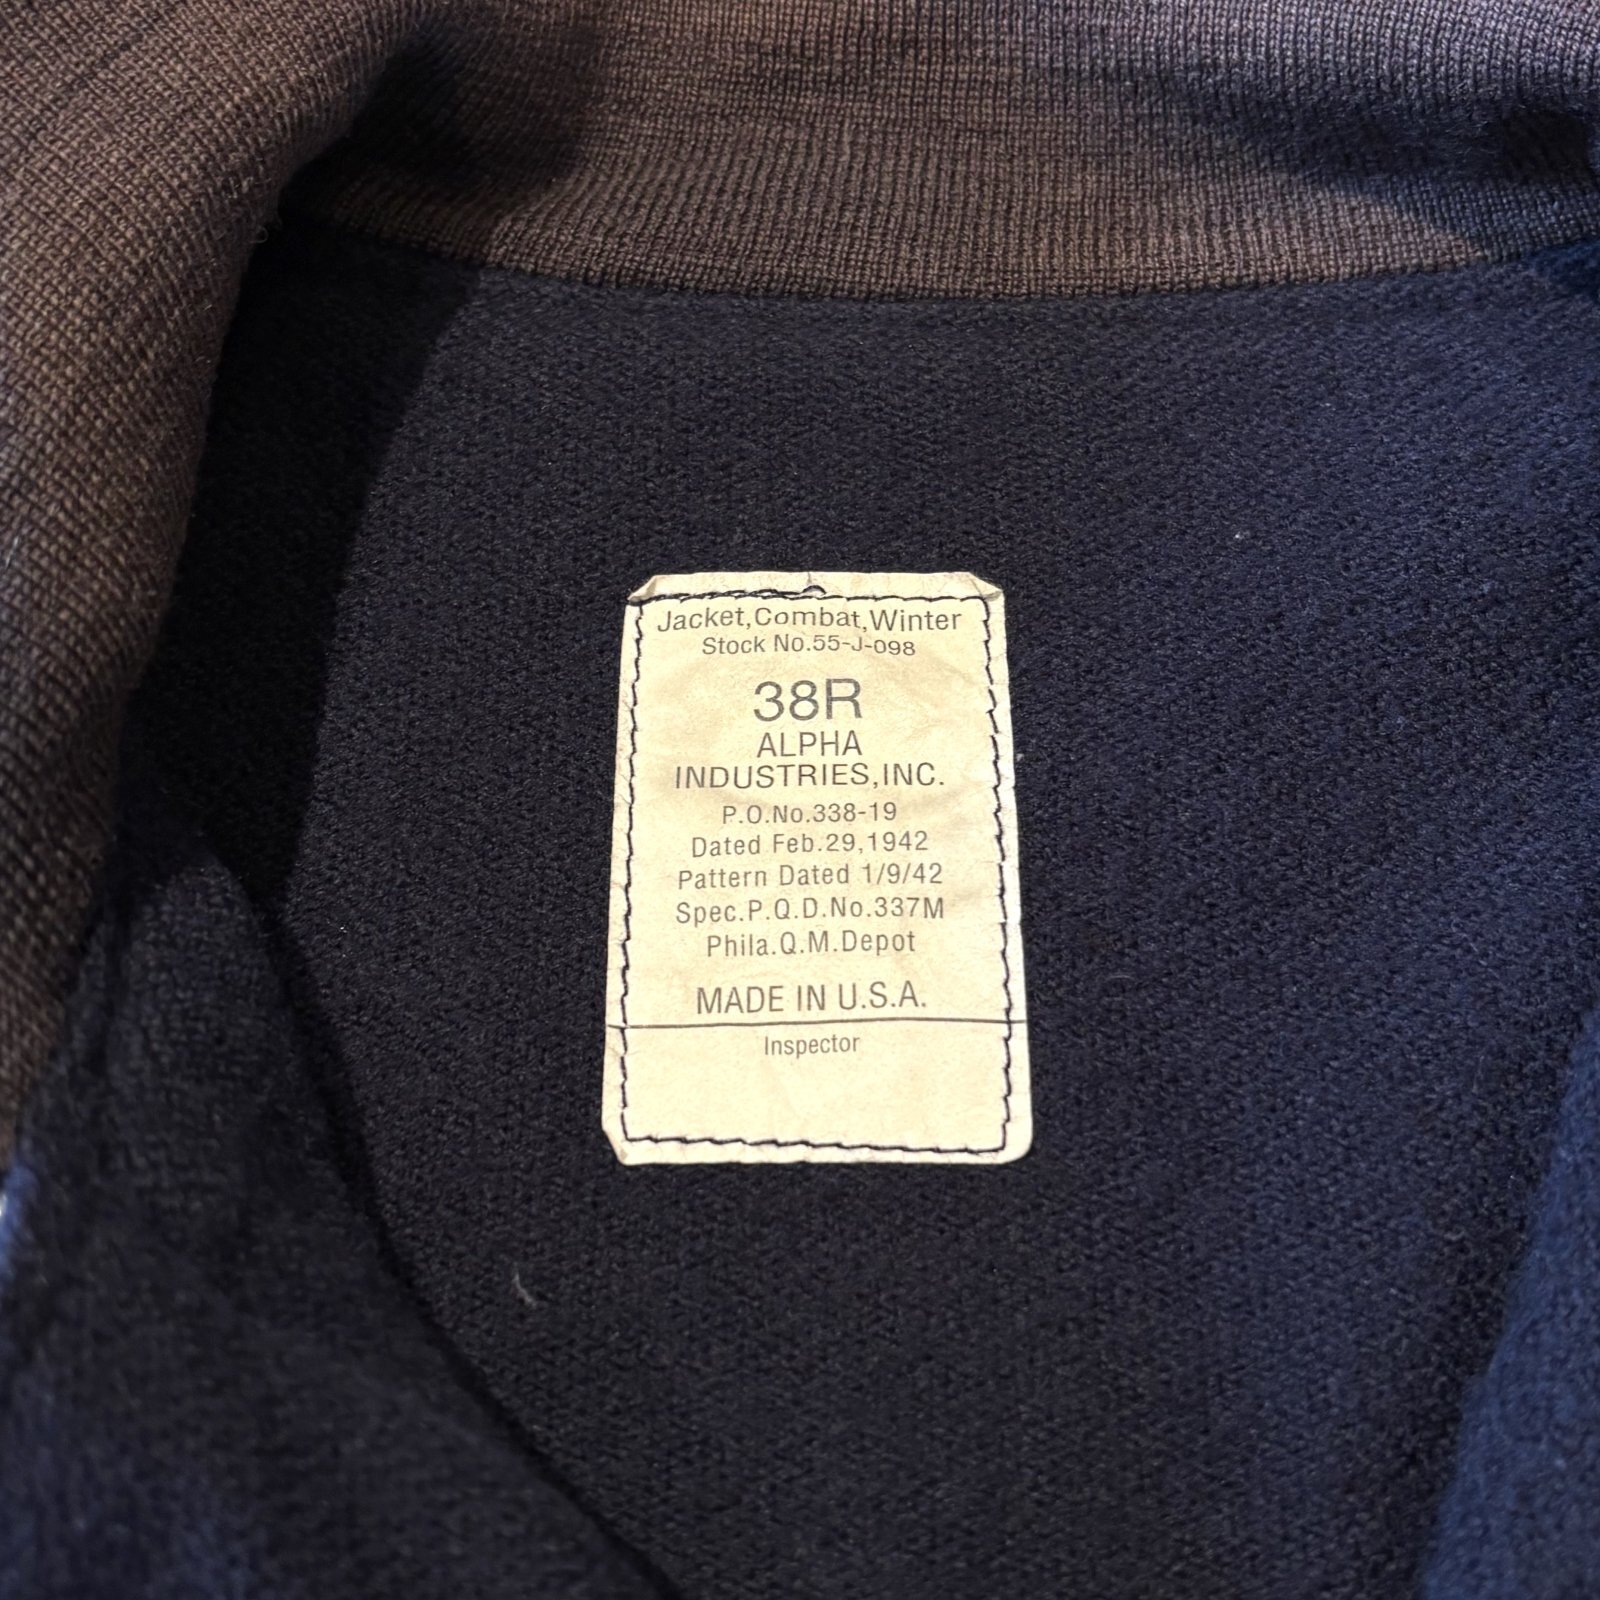 Jacket,Combat,Winter
Stock No.55-J-098
38R
ALPHA
INDUSTRIES,INC.
P.O.No.338-19
Dated Feb.29,1942
Pattern Dated 1/9/42
Spec.P.Q.D.No.337M
Phila.Q.M.Depot
MADE IN U.S.A.
Inspector